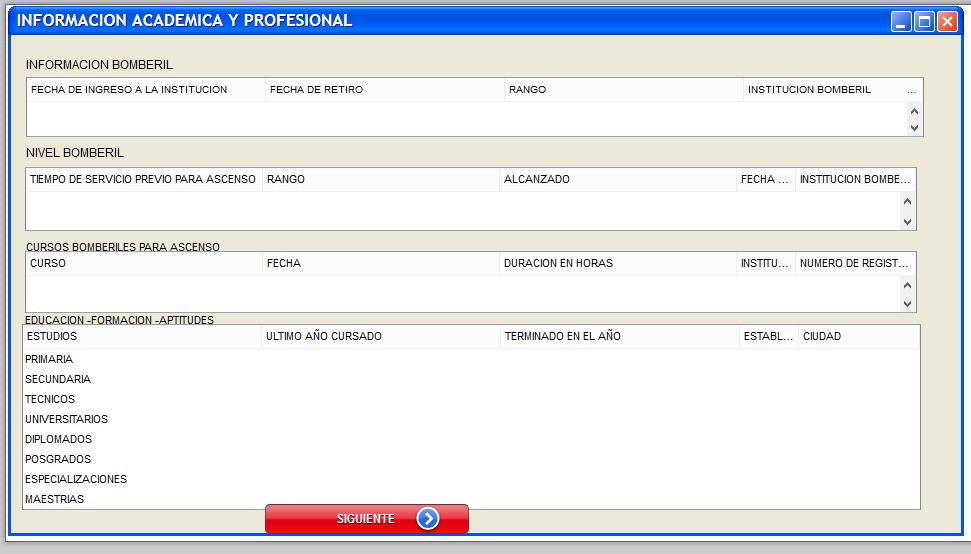 INFORMACION ACADEMICA Y PROFESIONAL
INFORMACION BOMBERIL
FECHA DE INGRESO A LA INSTITUCION FECHA DE RETIRO RANGO INSTITUCION BOMBERIL ...
NIVEL BOMBERIL
TIEMPO DE SERVICIO PREVIO PARA ASCENSO RANGO ALCANZADO FECHA ... INSTITUCION BOMBE...
CURSOS BOMBERILES PARA ASCENSO
CURSO FECHA DURACION EN HORAS INSTITU... NUMERO DE REGIST...
EDUCACION -FORMACION -APTITUDES
ESTUDIOS ULTIMO AÑO CURSADO TERMINADO EN EL AÑO ESTABL... CIUDAD
PRIMARIA
SECUNDARIA
TECNICOS
UNIVERSITARIOS
DIPLOMADOS
POSGRADOS
ESPECIALIZACIONES
MAESTRIAS
SIGUIENTE